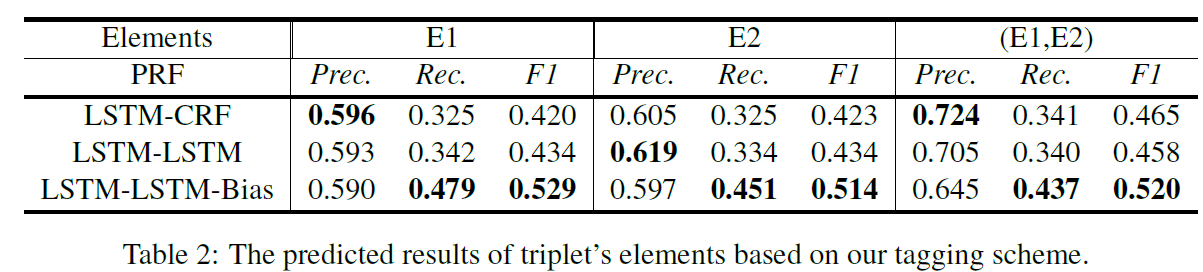 Elements E1 E2 (E1,E2)
PRF Prec. Rec. F1 Prec. Rec. F1 Prec. Rec. F1
LSTM-CRF 0.596 0.325 0.420 0.605 0.325 0.423 0.724 0.341 0.465
LSTM-LSTM 0.593 0.342 0.434 0.619 0.334 0.434 0.705 0.340 0.458
LSTM-LSTM-Bias 0.590 0.479 0.529 0.597 0.451 0.514 0.645 0.437 0.520
Table 2: The predicted results of triplet's elements based on our tagging scheme.